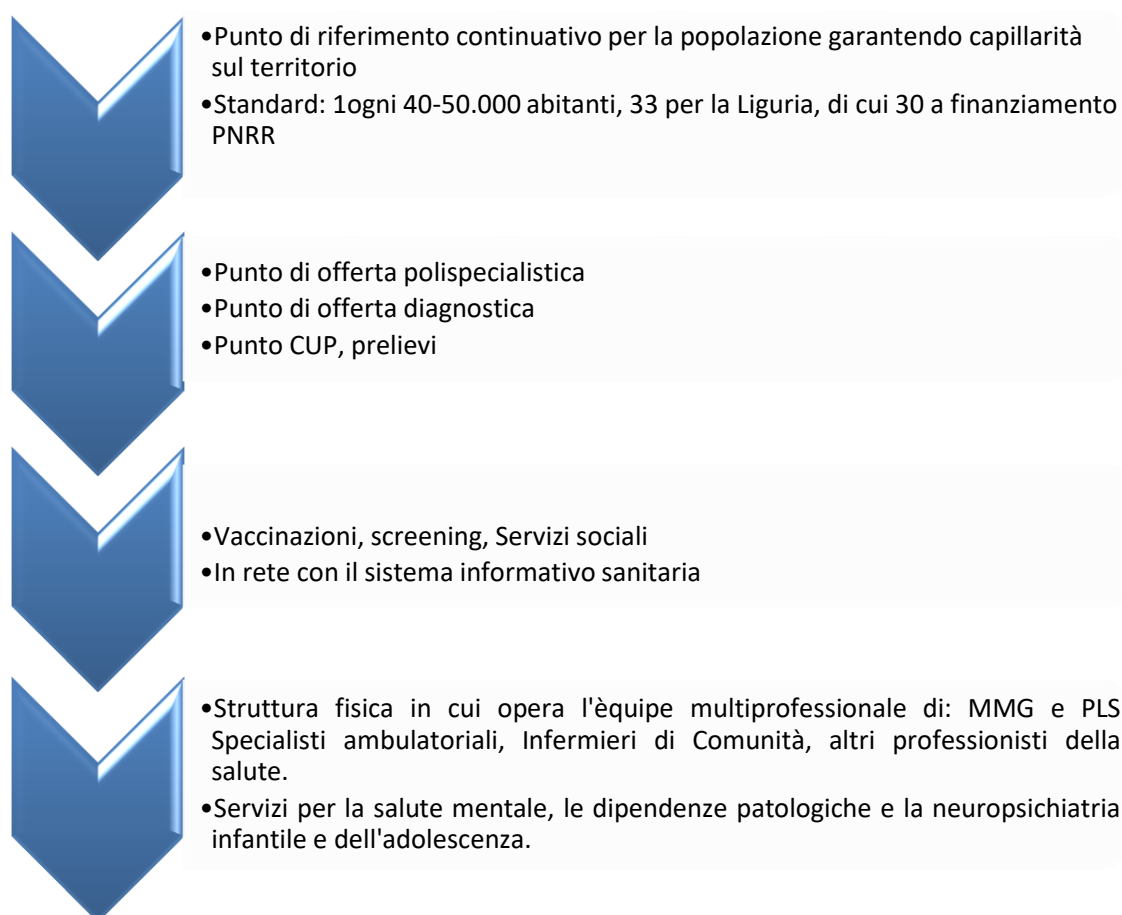 •Punto di riferimento continuativo per la popolazione garantendo capillarità
sul territorio
•Standard: 1ogni 40-50.000 abitanti, 33 per la Liguria, di cui 30 a finanziamento
PNRR
•Punto di offerta polispecialistica
•Punto di offerta diagnostica
•Punto CUP, prelievi
•Vaccinazioni, screening, Servizi sociali
•In rete con il sistema informativo sanitaria
•Struttura fisica in cui opera l'èquipe multiprofessionale di: MMG e PLS
Specialisti ambulatoriali, Infermieri di Comunità, altri professionisti della
salute.
•Servizi per la salute mentale, le dipendenze patologiche e la neuropsichiatria
infantile e dell'adolescenza.